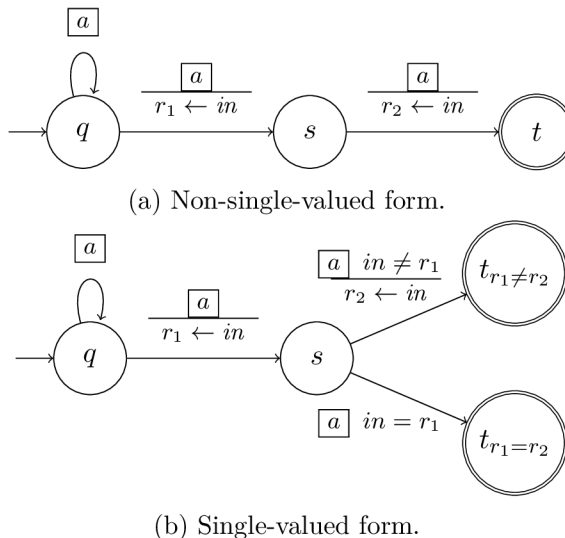 a
a
a
r₁ ← in
r₂ ← in
q
s
t
(a) Non-single-valued form.
a
a
r₁ ← in
a in ≠ r₁
r₂ ← in
t_{r₁≠r₂}
q
s
a in = r₁
t_{r₁=r₂}
(b) Single-valued form.